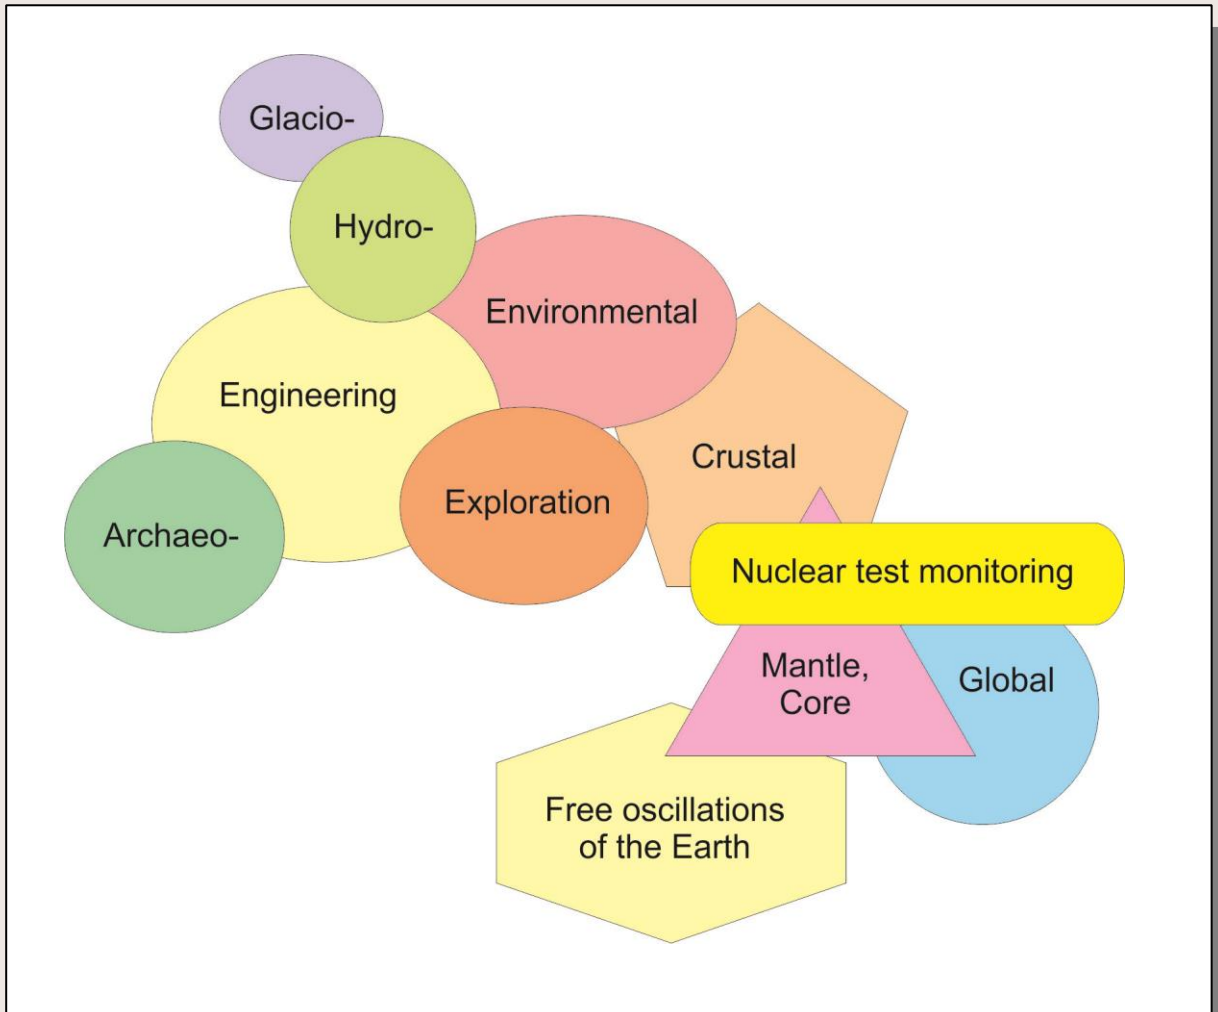 Glacio-
Hydro-
Environmental
Engineering
Crustal
Exploration
Archaeo-
Nuclear test monitoring
Mantle,
Core
Global
Free oscillations
of the Earth